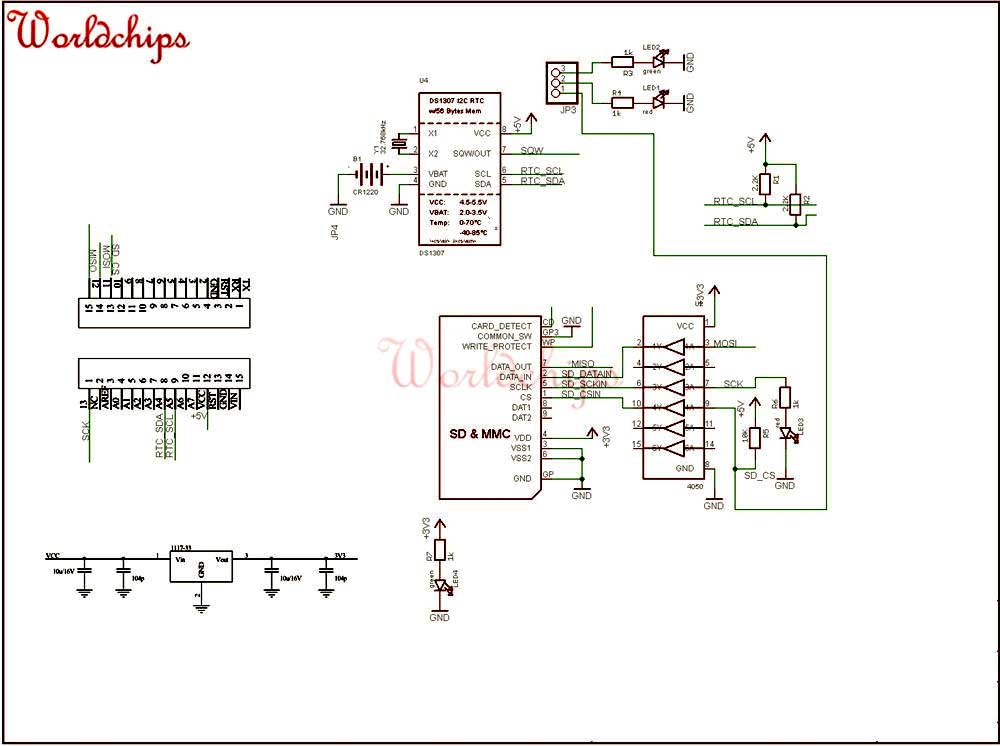 Worldchips
LED2
1k
R3
green
GND
3
2
1
JP3
LED1
R4
1k
red
GND
U4
DS1307 I2C RTC
w/56 Bytes Mem
1 X1 VCC 8
+5V
2 X2 SQW/OUT 7
SQW
3 VBAT SCL 6
RTC_SCL
4 GND SDA 5
RTC_SDA
Y1
32.768kHz
B1
CR1220
- +
GND
GND
JP4
VCC: 4.5-5.5V
VBAT: 2.0-3.5V
Temp: 0-70℃
-40-85℃
DS1307
+5V
2.2K
R1
2.2K
R2
RTC_SCL
RTC_SDA
MISO
MOSI
SD_CS
12 11 10 9 8 7 6 5 4 3 2 GND RST RX TX
15 14 13 12 11 10 9 8 7 6 5 4 3 2 1
1 2 3 4 5 6 7 8 9 10 11 12 13 14 15
13 NC AREF A0 A1 A2 A3 A4 A5 A6 A7 VCC RST GND VIN
SCK
RTC_SDA
RTC_SCL
+5V
Worldchips
CARD_DETECT CD
GND
COMMON_SW GP3
WRITE_PROTECT WP
DATA_OUT 7 MISO
DATA_IN 2 SD_DATAIN
SCLK 5 SD_SCKIN
CS 1 SD_CSIN
DAT1 8
DAT2 9
SD & MMC
VDD 4
+3V3
VSS1 3
VSS2 6
GND GP
GND
+3V3
VCC 1
2 1Y 1A 3 MOSI
4 2Y 2A 5
6 3Y 3A 7 SCK
10 4Y 4A 9
12 5Y 5A 11
15 6Y 6A 14
GND 8
4050
GND
+5V
10K
R5
SD_CS
R6
1k
red
LED3
GND
+3V3
R7
1k
green
LED4
GND
VCC
1
1117-33
Vin
Vout
GND
3
3V3
2
10u/16V
104p
10u/16V
104p